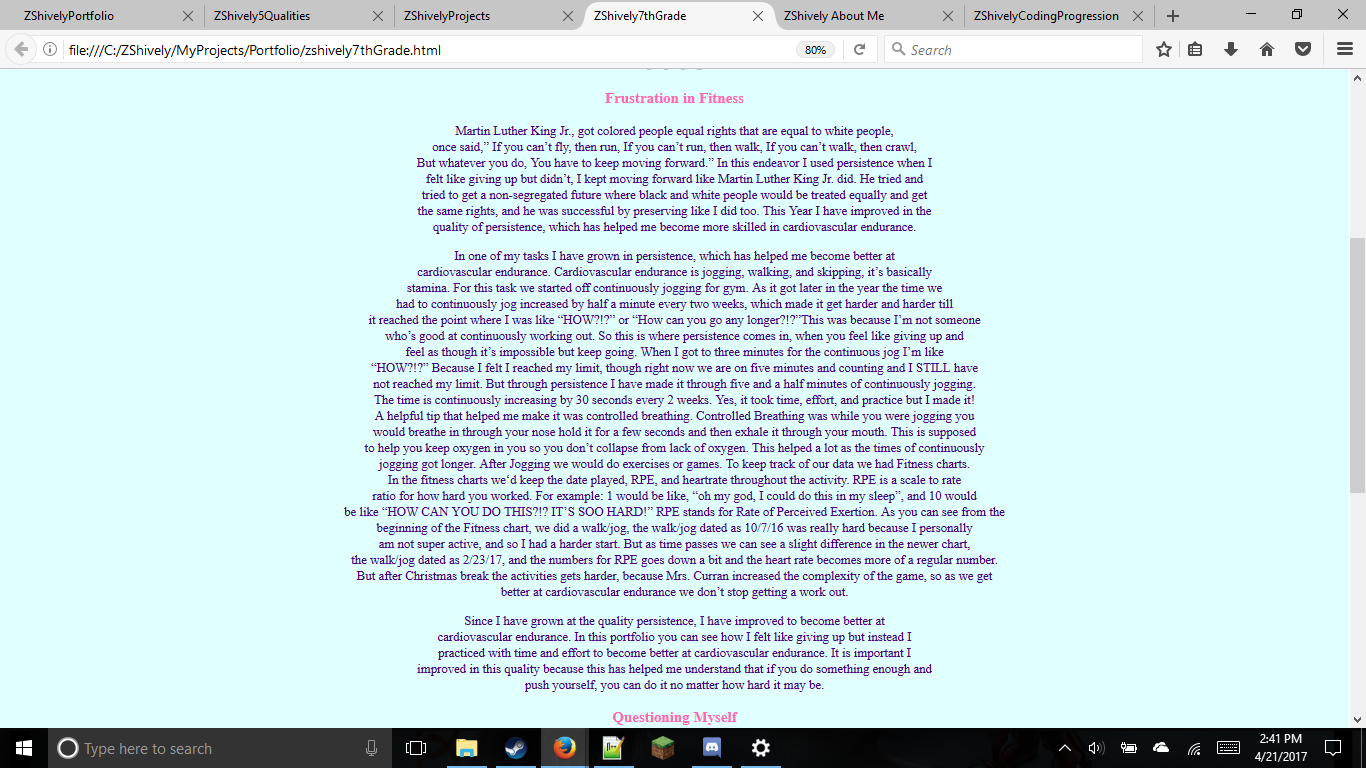 ZShivelyPortfolio
ZShively5Qualities
ZShivelyProjects
ZShively7thGrade
ZShively About Me
ZShivelyCodingProgression
file:///C:/ZShively/MyProjects/Portfolio/zshively7thGrade.html
80%
Search
Frustration in Fitness
Martin Luther King Jr., got colored people equal rights that are equal to white people,
once said,” If you can’t fly, then run, If you can’t run, then walk, If you can’t walk, then crawl,
But whatever you do, You have to keep moving forward.” In this endeavor I used persistence when I
felt like giving up but didn’t, I kept moving forward like Martin Luther King Jr. did. He tried and
tried to get a non-segregated future where black and white people would be treated equally and get
the same rights, and he was successful by preserving like I did too. This Year I have improved in the
quality of persistence, which has helped me become more skilled in cardiovascular endurance.
In one of my tasks I have grown in persistence, which has helped me become better at
cardiovascular endurance. Cardiovascular endurance is jogging, walking, and skipping, it’s basically
stamina. For this task we started off continuously jogging for gym. As it got later in the year the time we
had to continuously jog increased by half a minute every two weeks, which made it get harder and harder till
it reached the point where I was like “HOW?!?” or “How can you go any longer?!?”This was because I’m not someone
who’s good at continuously working out. So this is where persistence comes in, when you feel like giving up and
feel as though it’s impossible but keep going. When I got to three minutes for the continuous jog I’m like
“HOW?!?” Because I felt I reached my limit, though right now we are on five minutes and counting and I STILL have
not reached my limit. But through persistence I have made it through five and a half minutes of continuously jogging.
The time is continuously increasing by 30 seconds every 2 weeks. Yes, it took time, effort, and practice but I made it!
A helpful tip that helped me make it was controlled breathing. Controlled Breathing was while you were jogging you
would breathe in through your nose hold it for a few seconds and then exhale it through your mouth. This is supposed
to help you keep oxygen in you so you don’t collapse from lack of oxygen. This helped a lot as the times of continuously
jogging got longer. After Jogging we would do exercises or games. To keep track of our data we had Fitness charts.
In the fitness charts we‘d keep the date played, RPE, and heartrate throughout the activity. RPE is a scale to rate
ratio for how hard you worked. For example: 1 would be like, “oh my god, I could do this in my sleep”, and 10 would
be like “HOW CAN YOU DO THIS?!? IT’S SOO HARD!” RPE stands for Rate of Perceived Exertion. As you can see from the
beginning of the Fitness chart, we did a walk/jog, the walk/jog dated as 10/7/16 was really hard because I personally
am not super active, and so I had a harder start. But as time passes we can see a slight difference in the newer chart,
the walk/jog dated as 2/23/17, and the numbers for RPE goes down a bit and the heart rate becomes more of a regular number.
But after Christmas break the activities gets harder, because Mrs. Curran increased the complexity of the game, so as we get
better at cardiovascular endurance we don’t stop getting a work out.
Since I have grown at the quality persistence, I have improved to become better at
cardiovascular endurance. In this portfolio you can see how I felt like giving up but instead I
practiced with time and effort to become better at cardiovascular endurance. It is important I
improved in this quality because this has helped me understand that if you do something enough and
push yourself, you can do it no matter how hard it may be.
Questioning Myself
Type here to search
2:41 PM
4/21/2017